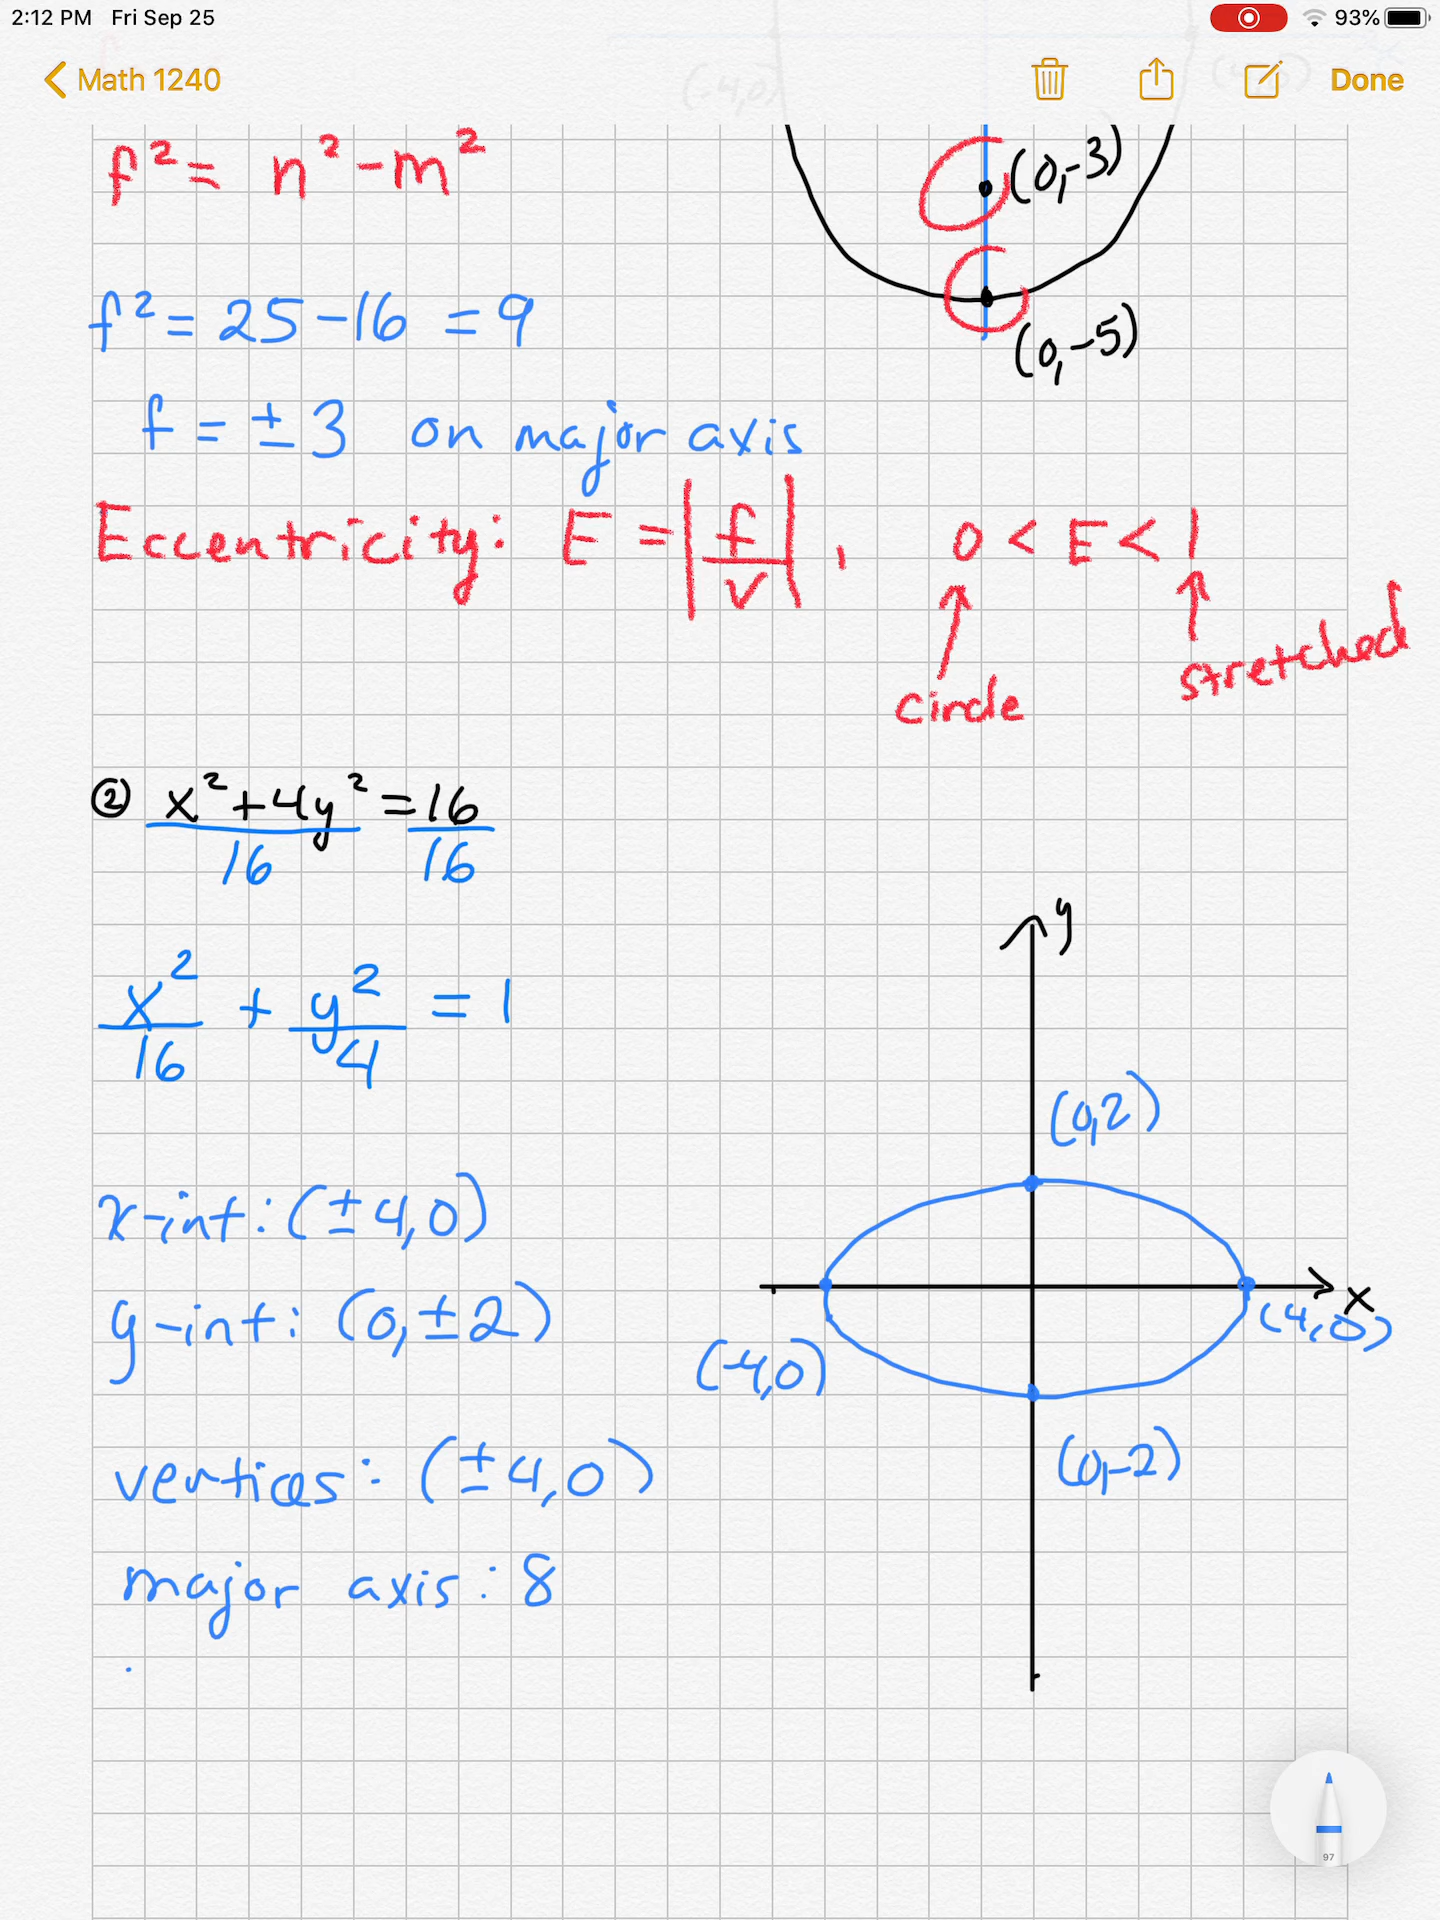 2:12 PM Fri Sep 25 93%
Math 1240 Done
(-4,0)
f² = n² - m²
(0,-3)
f² = 25 - 16 = 9
(0,-5)
f = ± 3 on major axis
Eccentricity: E = |f/v|, 0 < E < 1
circle stretched
② x² + 4y² = 16
16 16
y
x²/16 + y²/4 = 1
(0,2)
x-int: (±4,0)
x
y-int: (0,±2)
(4,0)
(-4,0)
vertices: (±4,0)
(0,-2)
major axis: 8
97